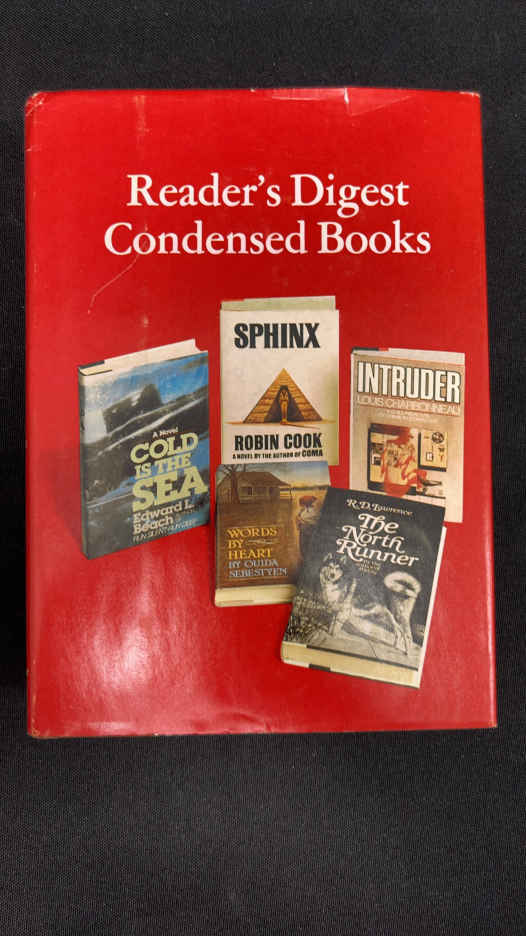 Reader's Digest
Condensed Books
SPHINX
ROBIN COOK
A NOVEL BY THE AUTHOR OF COMA
INTRUDER
LOUIS CHARBONNEAU
A Novel
COLD
IS THE
SEA
Edward L.
Beach
WORDS
BY
HEART
BY OUIDA
SEBESTYEN
R.D. Lawrence
The
North
Runner